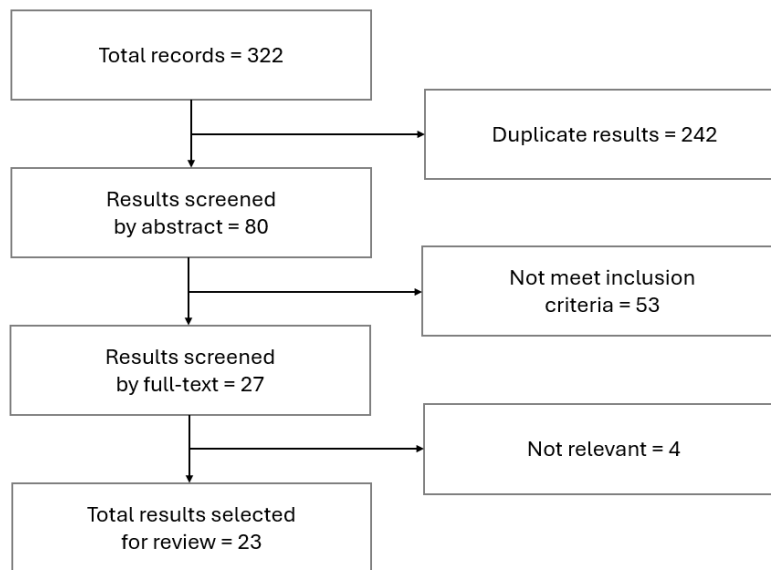 Total records = 322
Duplicate results = 242
Results screened
by abstract = 80
Not meet inclusion
criteria = 53
Results screened
by full-text = 27
Not relevant = 4
Total results selected
for review = 23